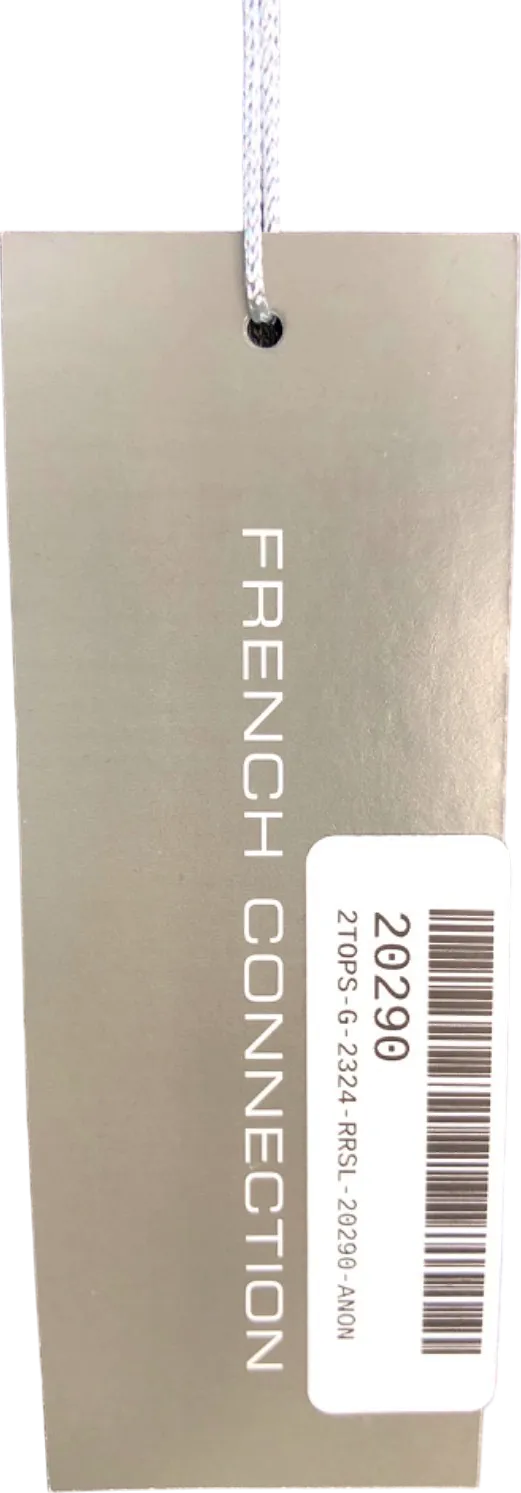 FRENCH CONNECTION
20290
2TOPS-G-2324-RRSL-20290-ANON